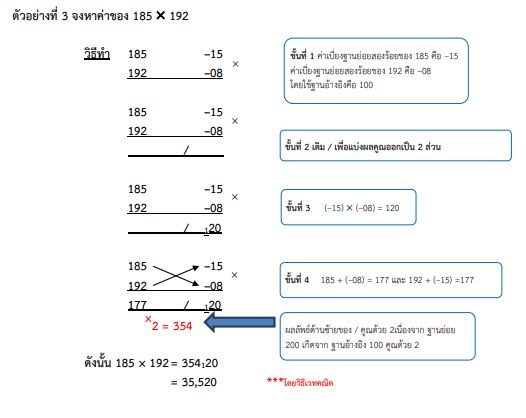 ตัวอย่างที่ 3 จงหาค่าของ 185 × 192
วิธีทำ 185 –15 ×
192 –08
ขั้นที่ 1 ค่าเบี่ยงฐานย่อยสองร้อยของ 185 คือ –15
ค่าเบี่ยงฐานย่อยสองร้อยของ 192 คือ –08
โดยใช้ฐานอ้างอิงคือ 100
185 –15 ×
192 –08
/
ขั้นที่ 2 เติม / เพื่อแบ่งผลคูณออกเป็น 2 ส่วน
185 –15 ×
192 –08
/ ₁20
ขั้นที่ 3 (–15) × (–08) = 120
185 –15 ×
192 –08
177 / ₁20
×2 = 354
ขั้นที่ 4 185 + (–08) = 177 และ 192 + (–15) =177
ผลลัพธ์ด้านซ้ายของ / คูณด้วย 2เนื่องจาก ฐานย่อย
200 เกิดจาก ฐานอ้างอิง 100 คูณด้วย 2
ดังนั้น 185 × 192 = 354₁20
= 35,520
***โดยวิธีเวทคณิต